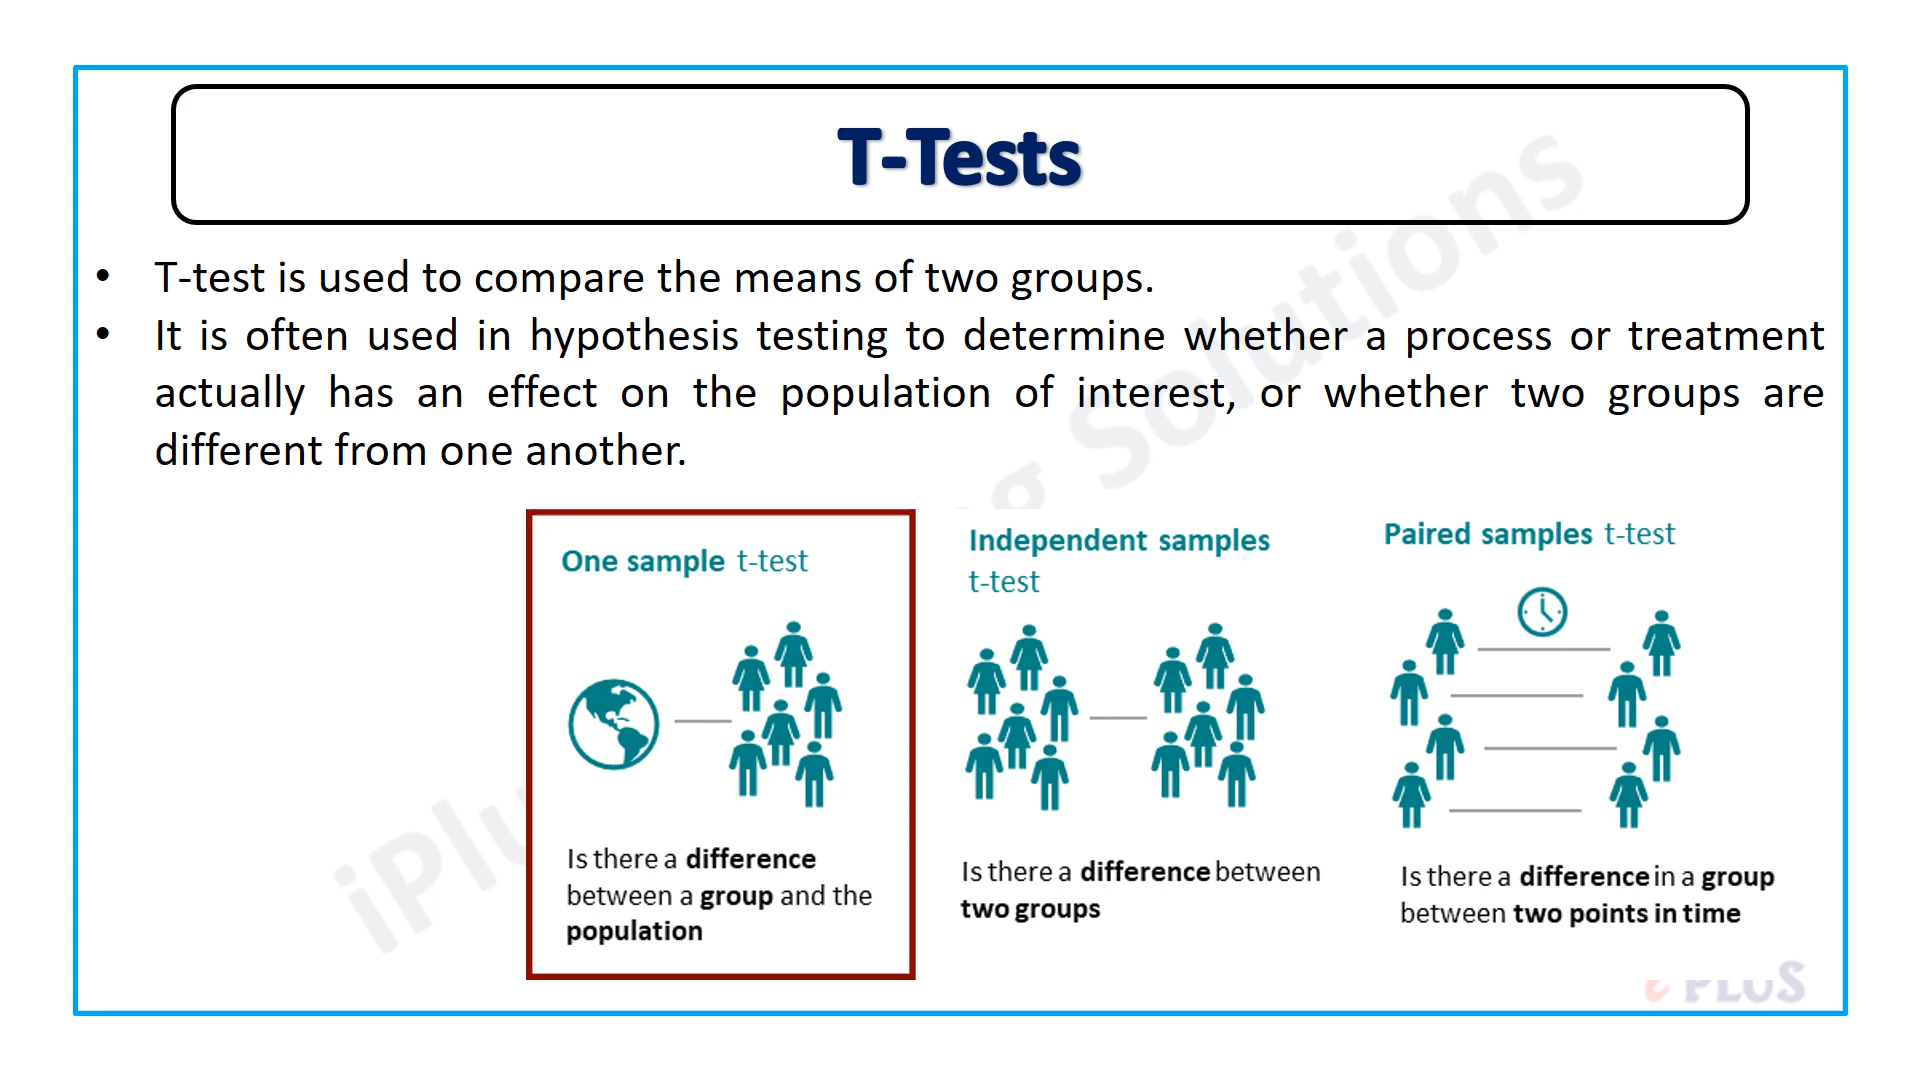 T-Tests
• T-test is used to compare the means of two groups.
• It is often used in hypothesis testing to determine whether a process or treatment
actually has an effect on the population of interest, or whether two groups are
different from one another.
One sample t-test
Is there a difference
between a group and the
population
Independent samples
t-test
Is there a difference between
two groups
Paired samples t-test
Is there a difference in a group
between two points in time
iPlu
g Solutions
PLUS